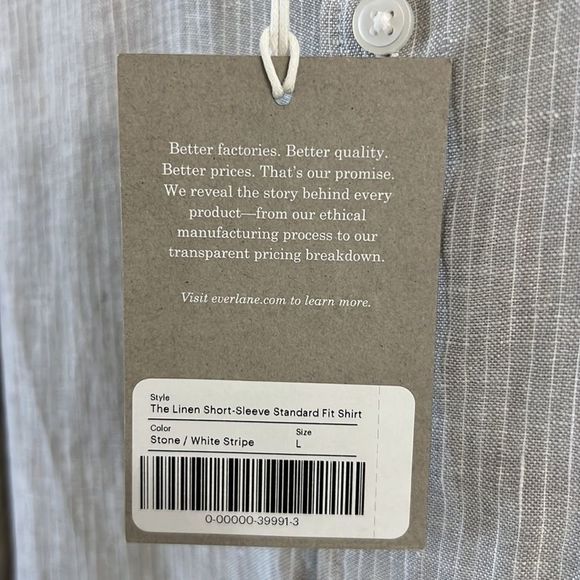 Better factories. Better quality.
Better prices. That's our promise.
We reveal the story behind every
product—from our ethical
manufacturing process to our
transparent pricing breakdown.
Visit everlane.com to learn more.
Style
The Linen Short-Sleeve Standard Fit Shirt
Color Size
Stone / White Stripe L
0-00000-39991-3